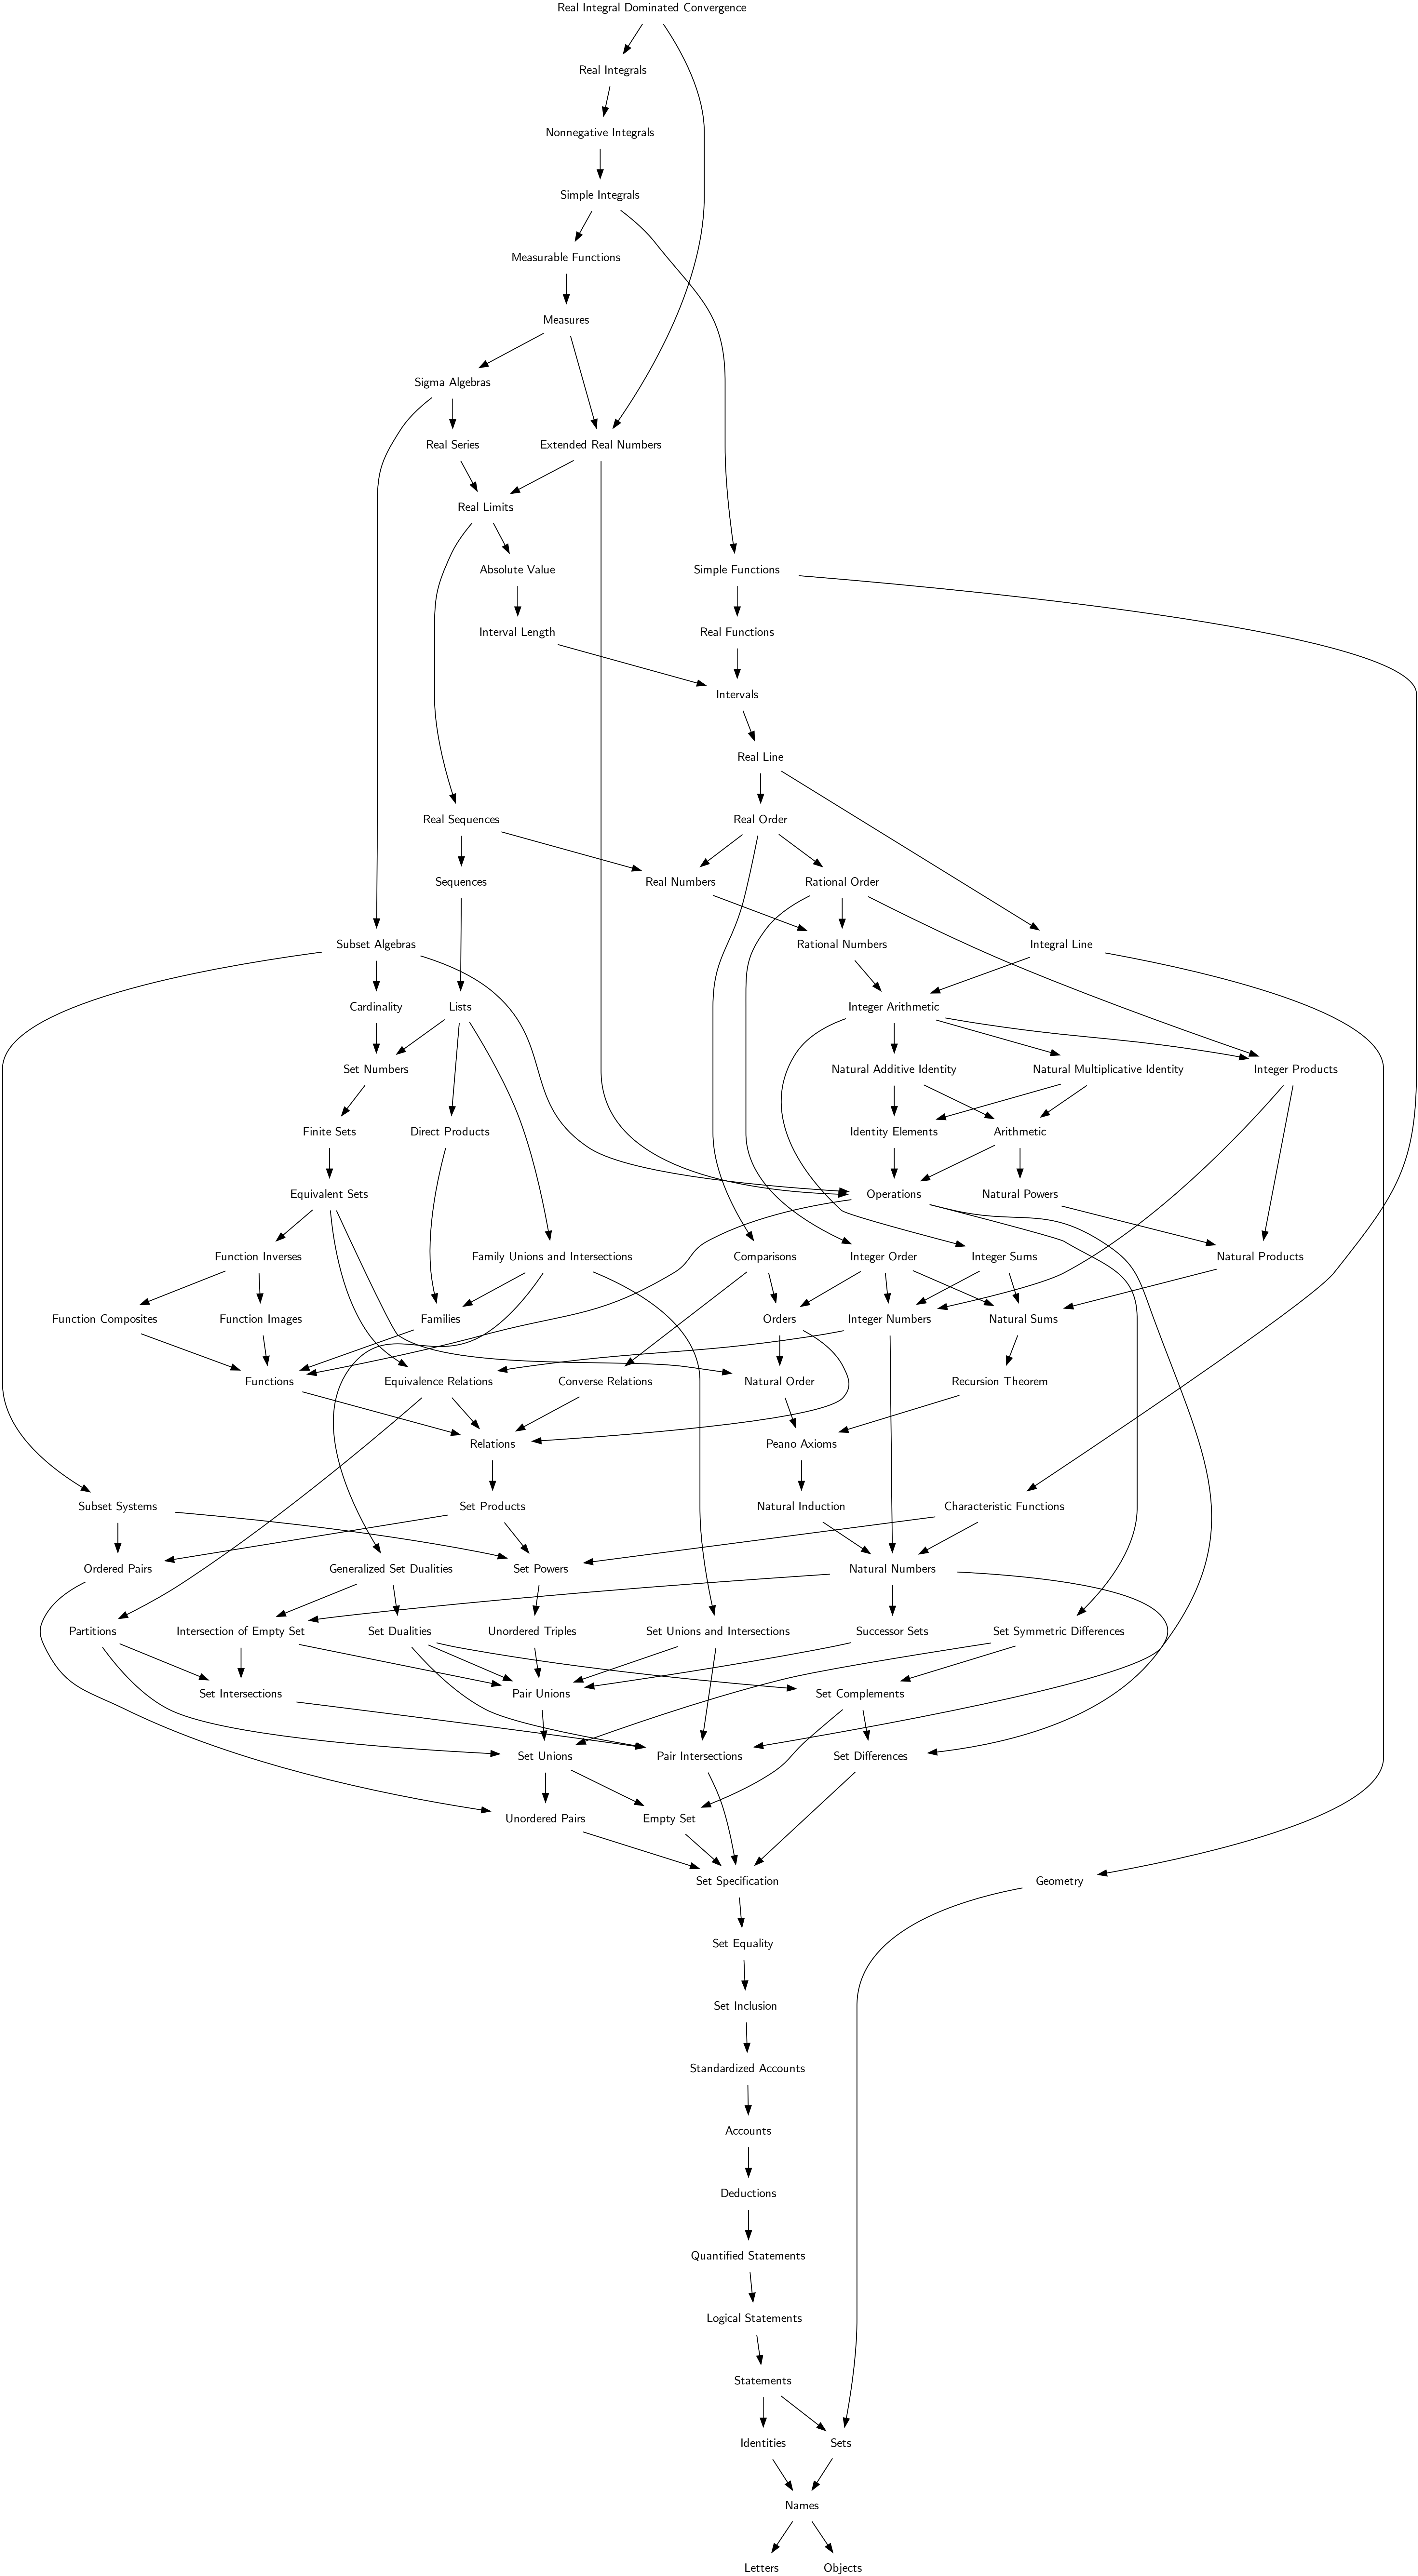 Real Integral Dominated Convergence
Real Integrals
Nonnegative Integrals
Simple Integrals
Measurable Functions
Measures
Sigma Algebras
Real Series
Extended Real Numbers
Real Limits
Absolute Value
Simple Functions
Interval Length
Real Functions
Intervals
Real Line
Real Sequences
Real Order
Sequences
Real Numbers
Rational Order
Subset Algebras
Rational Numbers
Integral Line
Cardinality
Lists
Integer Arithmetic
Set Numbers
Natural Additive Identity
Natural Multiplicative Identity
Integer Products
Finite Sets
Direct Products
Identity Elements
Arithmetic
Equivalent Sets
Operations
Natural Powers
Function Inverses
Family Unions and Intersections
Comparisons
Integer Order
Integer Sums
Natural Products
Function Composites
Function Images
Families
Orders
Integer Numbers
Natural Sums
Functions
Equivalence Relations
Converse Relations
Natural Order
Recursion Theorem
Relations
Peano Axioms
Subset Systems
Set Products
Natural Induction
Characteristic Functions
Ordered Pairs
Generalized Set Dualities
Set Powers
Natural Numbers
Partitions
Intersection of Empty Set
Set Dualities
Unordered Triples
Set Unions and Intersections
Successor Sets
Set Symmetric Differences
Set Intersections
Pair Unions
Set Complements
Set Unions
Pair Intersections
Set Differences
Unordered Pairs
Empty Set
Set Specification
Geometry
Set Equality
Set Inclusion
Standardized Accounts
Accounts
Deductions
Quantified Statements
Logical Statements
Statements
Identities
Sets
Names
Letters
Objects